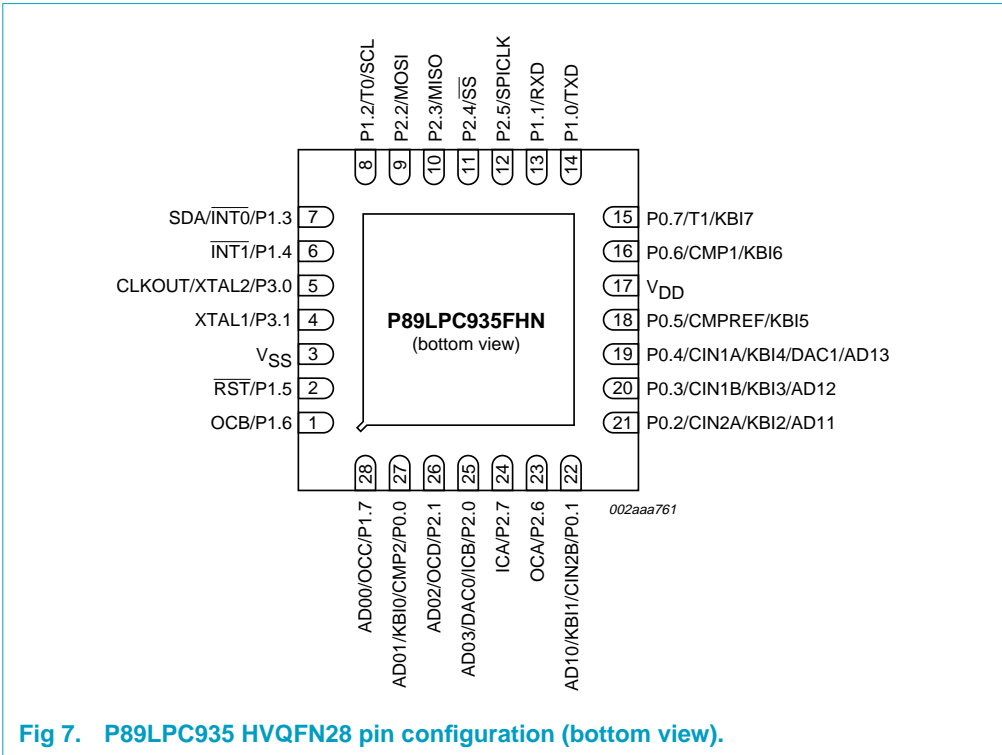 P1.2/T0/SCL
P2.2/MOSI
P2.3/MISO
P2.4/S̅S̅
P2.5/SPICLK
P1.1/RXD
P1.0/TXD
8
9
10
11
12
13
14
SDA/I̅N̅T̅0̅/P1.3 7
I̅N̅T̅1̅/P1.4 6
CLKOUT/XTAL2/P3.0 5
XTAL1/P3.1 4
VSS 3
R̅S̅T̅/P1.5 2
OCB/P1.6 1
P89LPC935FHN
(bottom view)
15 P0.7/T1/KBI7
16 P0.6/CMP1/KBI6
17 VDD
18 P0.5/CMPREF/KBI5
19 P0.4/CIN1A/KBI4/DAC1/AD13
20 P0.3/CIN1B/KBI3/AD12
21 P0.2/CIN2A/KBI2/AD11
28
27
26
25
24
23
22
AD00/OCC/P1.7
AD01/KBI0/CMP2/P0.0
AD02/OCD/P2.1
AD03/DAC0/ICB/P2.0
ICA/P2.7
OCA/P2.6
AD10/KBI1/CIN2B/P0.1
002aaa761
Fig 7. P89LPC935 HVQFN28 pin configuration (bottom view).